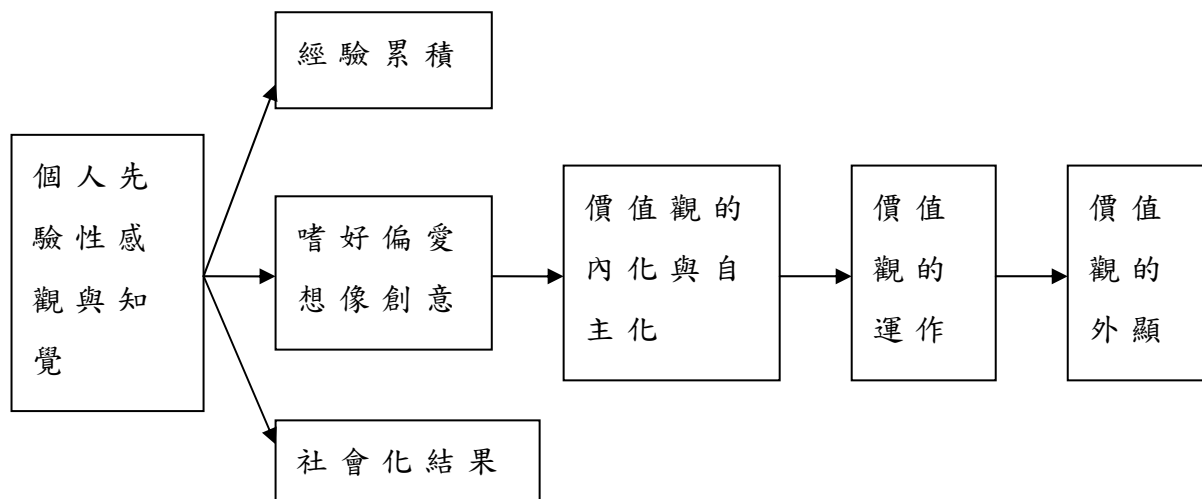 經驗累積
個人先
驗性感
觀與知
覺
嗜好偏愛
想像創意
社會化結果
價值觀的
內化與自
主化
價值
觀的
運作
價值
觀的
外顯